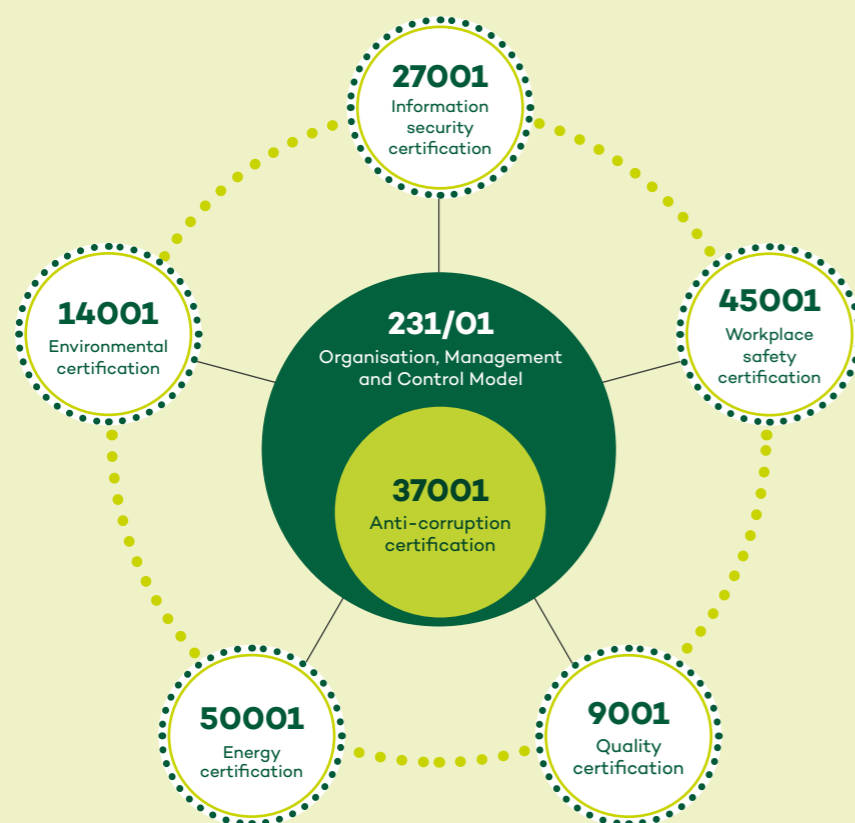 27001
Information
security
certification
14001
Environmental
certification
231/01
Organisation, Management
and Control Model
45001
Workplace
safety
certification
37001
Anti-corruption
certification
50001
Energy
certification
9001
Quality
certification